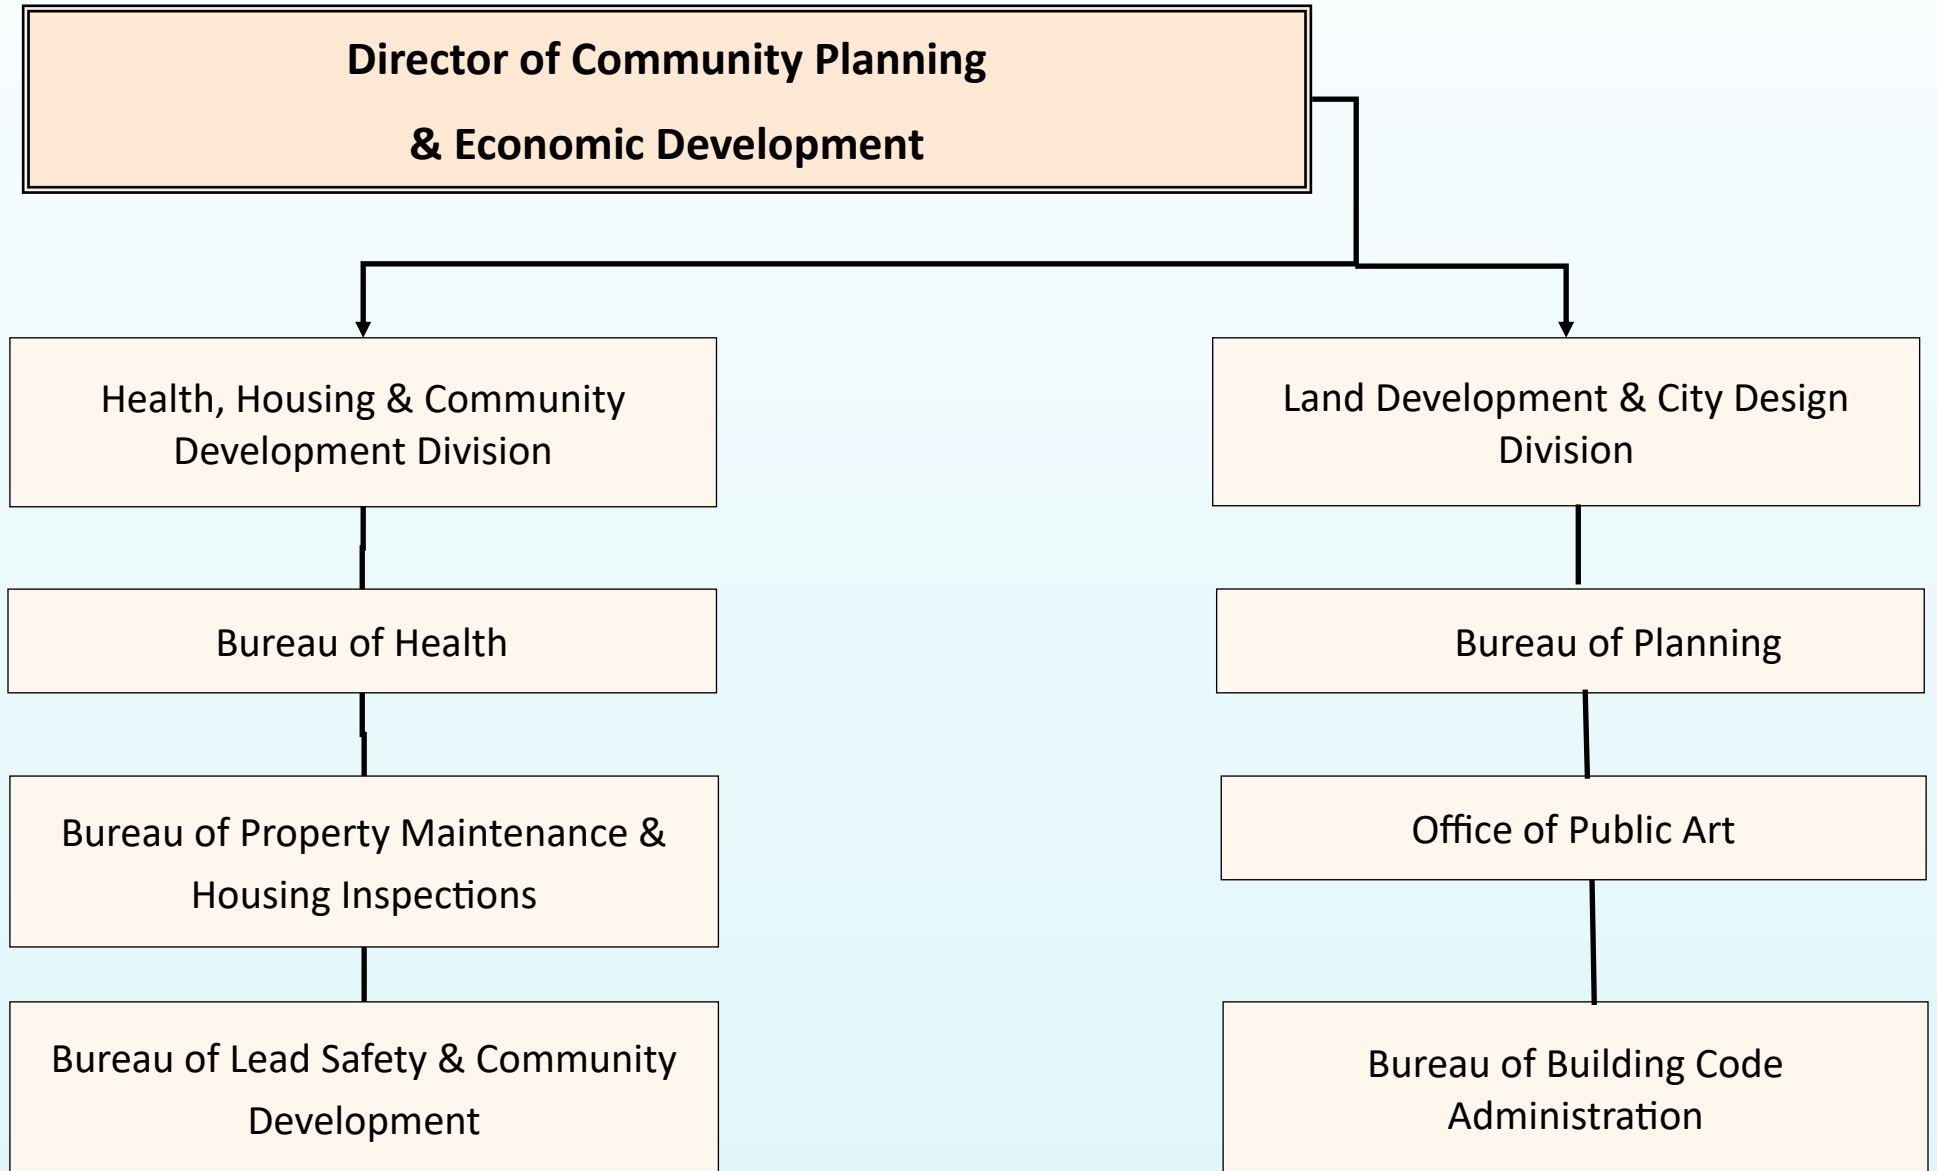 Director of Community Planning
& Economic Development
Health, Housing & Community
Development Division
Land Development & City Design
Division
Bureau of Health
Bureau of Planning
Bureau of Property Maintenance &
Housing Inspections
Office of Public Art
Bureau of Lead Safety & Community
Development
Bureau of Building Code
Administration